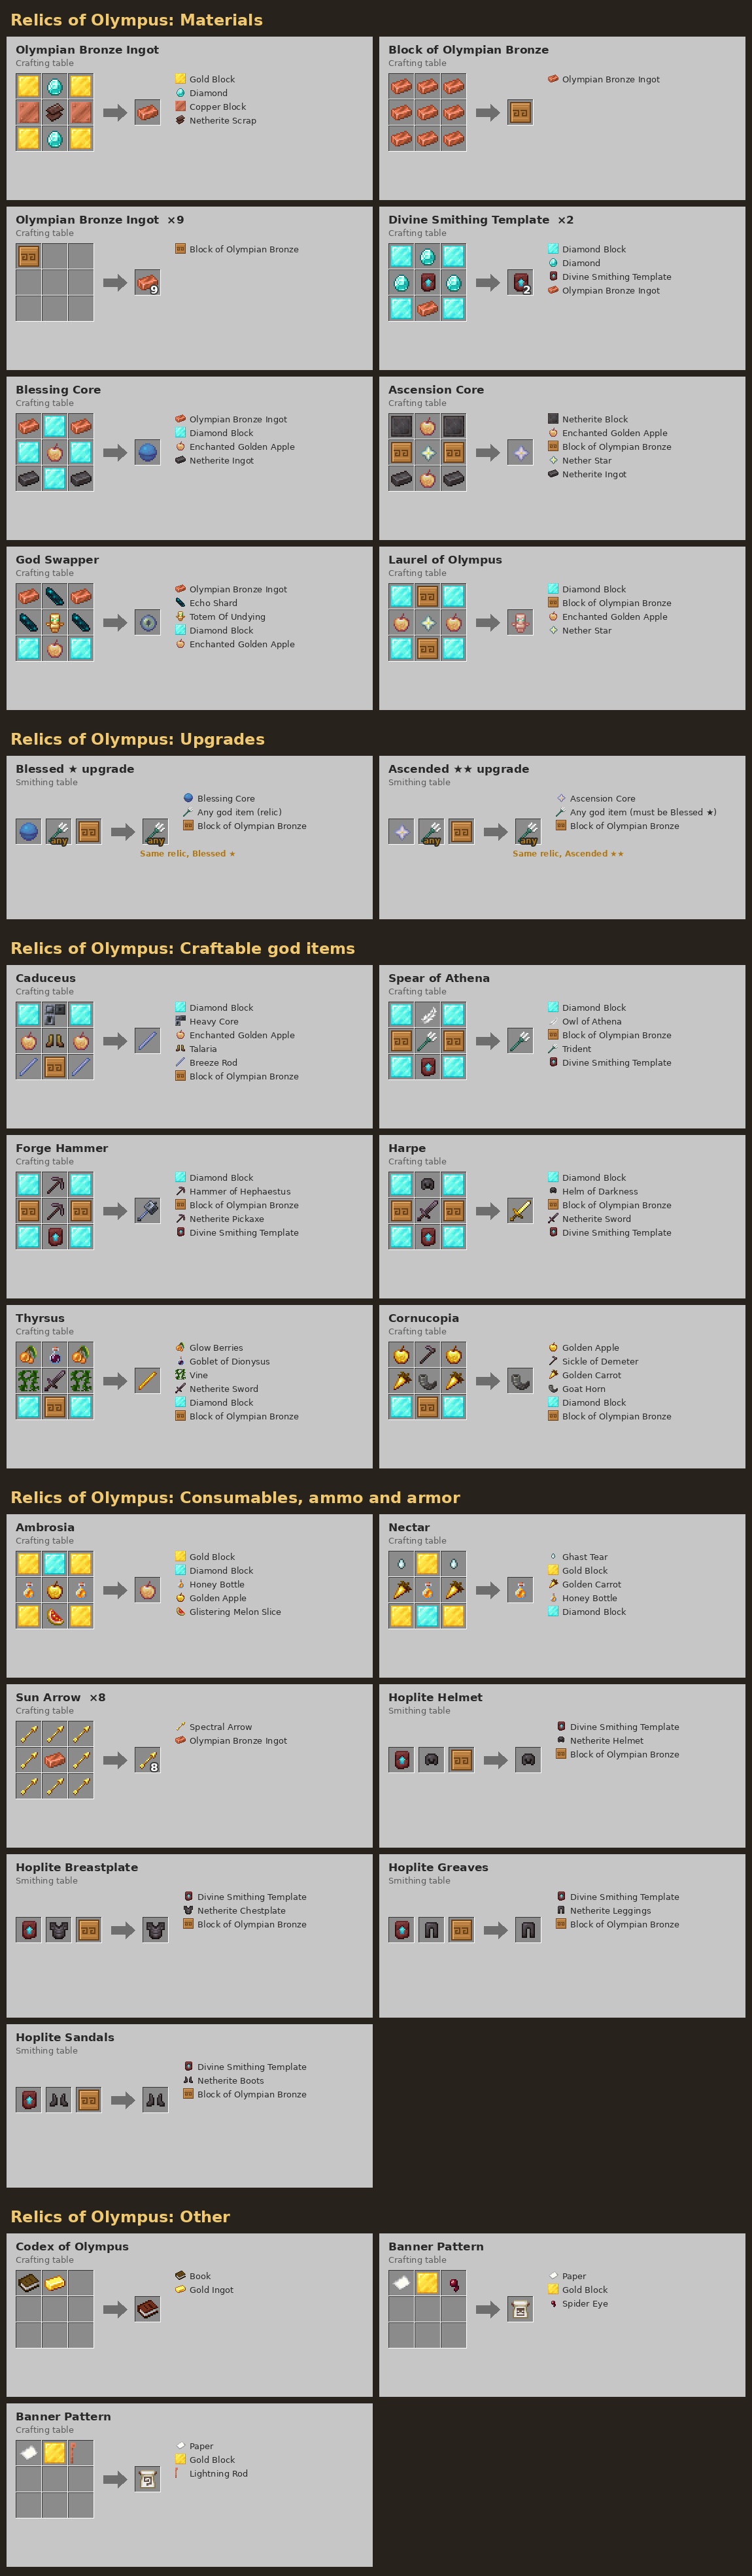 Relics of Olympus: Materials
Olympian Bronze Ingot
Crafting table
Gold Block
Diamond
Copper Block
Netherite Scrap
Block of Olympian Bronze
Crafting table
Olympian Bronze Ingot
Olympian Bronze Ingot ×9
Crafting table
Block of Olympian Bronze
9
Divine Smithing Template ×2
Crafting table
Diamond Block
Diamond
Divine Smithing Template
Olympian Bronze Ingot
2
Blessing Core
Crafting table
Olympian Bronze Ingot
Diamond Block
Enchanted Golden Apple
Netherite Ingot
Ascension Core
Crafting table
Netherite Block
Enchanted Golden Apple
Block of Olympian Bronze
Nether Star
Netherite Ingot
God Swapper
Crafting table
Olympian Bronze Ingot
Echo Shard
Totem Of Undying
Diamond Block
Enchanted Golden Apple
Laurel of Olympus
Crafting table
Diamond Block
Block of Olympian Bronze
Enchanted Golden Apple
Nether Star
Relics of Olympus: Upgrades
Blessed ★ upgrade
Smithing table
Blessing Core
Any god item (relic)
Block of Olympian Bronze
any
any
Same relic, Blessed ★
Ascended ★★ upgrade
Smithing table
Ascension Core
Any god item (must be Blessed ★)
Block of Olympian Bronze
any
any
Same relic, Ascended ★★
Relics of Olympus: Craftable god items
Caduceus
Crafting table
Diamond Block
Heavy Core
Enchanted Golden Apple
Talaria
Breeze Rod
Block of Olympian Bronze
Spear of Athena
Crafting table
Diamond Block
Owl of Athena
Block of Olympian Bronze
Trident
Divine Smithing Template
Forge Hammer
Crafting table
Diamond Block
Hammer of Hephaestus
Block of Olympian Bronze
Netherite Pickaxe
Divine Smithing Template
Harpe
Crafting table
Diamond Block
Helm of Darkness
Block of Olympian Bronze
Netherite Sword
Divine Smithing Template
Thyrsus
Crafting table
Glow Berries
Goblet of Dionysus
Vine
Netherite Sword
Diamond Block
Block of Olympian Bronze
Cornucopia
Crafting table
Golden Apple
Sickle of Demeter
Golden Carrot
Goat Horn
Diamond Block
Block of Olympian Bronze
Relics of Olympus: Consumables, ammo and armor
Ambrosia
Crafting table
Gold Block
Diamond Block
Honey Bottle
Golden Apple
Glistering Melon Slice
Nectar
Crafting table
Ghast Tear
Gold Block
Golden Carrot
Honey Bottle
Diamond Block
Sun Arrow ×8
Crafting table
Spectral Arrow
Olympian Bronze Ingot
8
Hoplite Helmet
Smithing table
Divine Smithing Template
Netherite Helmet
Block of Olympian Bronze
Hoplite Breastplate
Smithing table
Divine Smithing Template
Netherite Chestplate
Block of Olympian Bronze
Hoplite Greaves
Smithing table
Divine Smithing Template
Netherite Leggings
Block of Olympian Bronze
Hoplite Sandals
Smithing table
Divine Smithing Template
Netherite Boots
Block of Olympian Bronze
Relics of Olympus: Other
Codex of Olympus
Crafting table
Book
Gold Ingot
Banner Pattern
Crafting table
Paper
Gold Block
Spider Eye
Banner Pattern
Crafting table
Paper
Gold Block
Lightning Rod